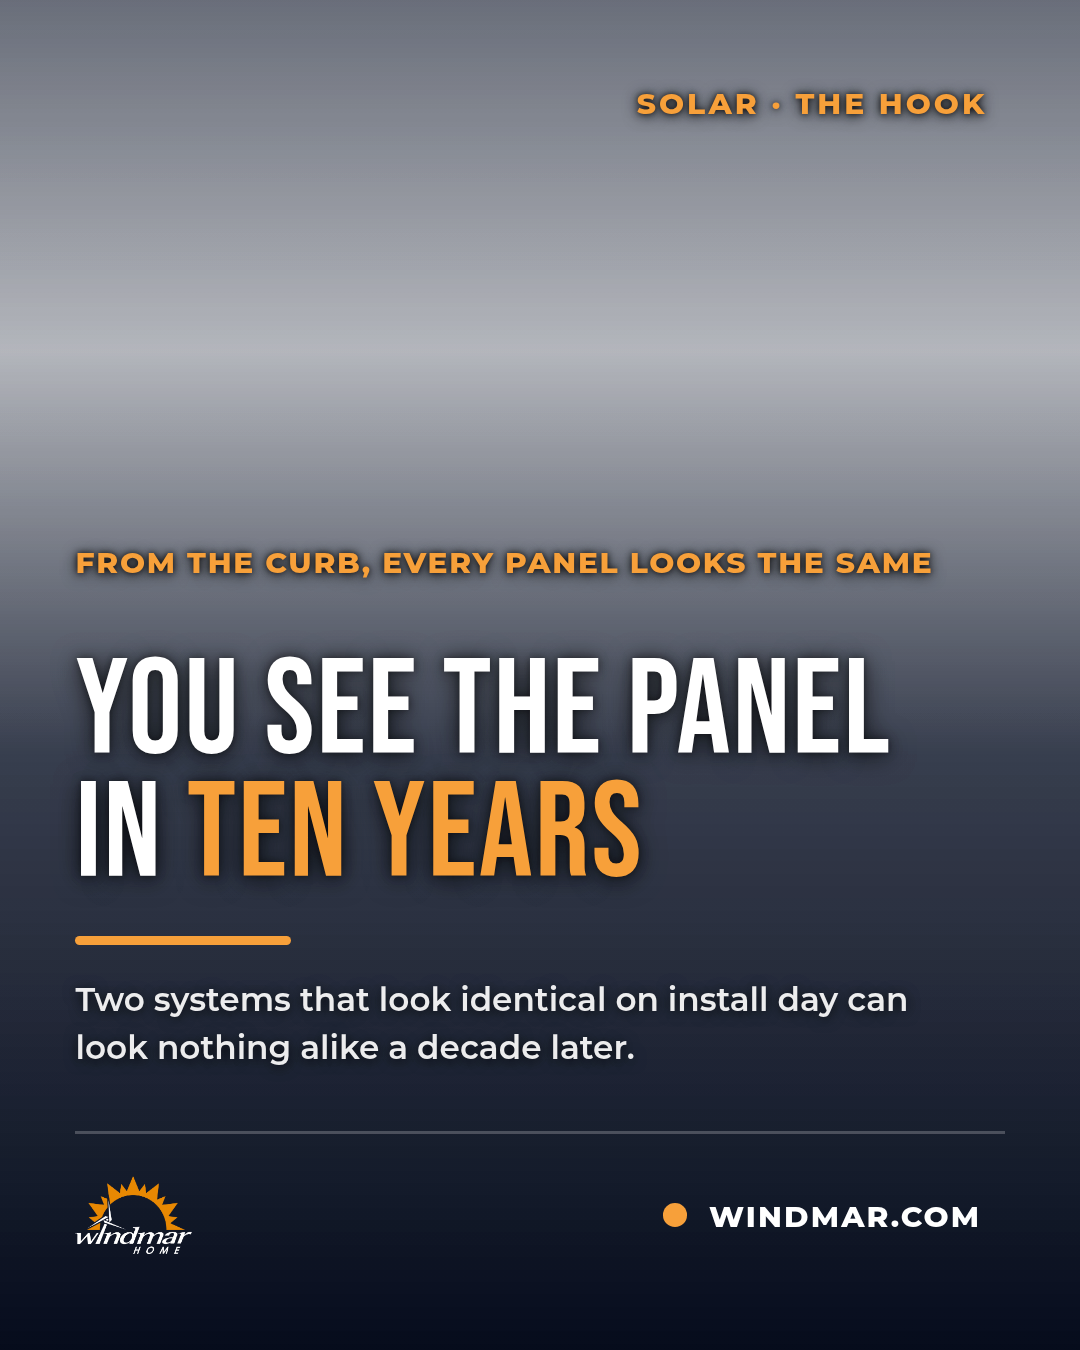 SOLAR · THE HOOK
FROM THE CURB, EVERY PANEL LOOKS THE SAME
YOU SEE THE PANEL
IN TEN YEARS
Two systems that look identical on install day can
look nothing alike a decade later.
windmar
HOME
WINDMAR.COM